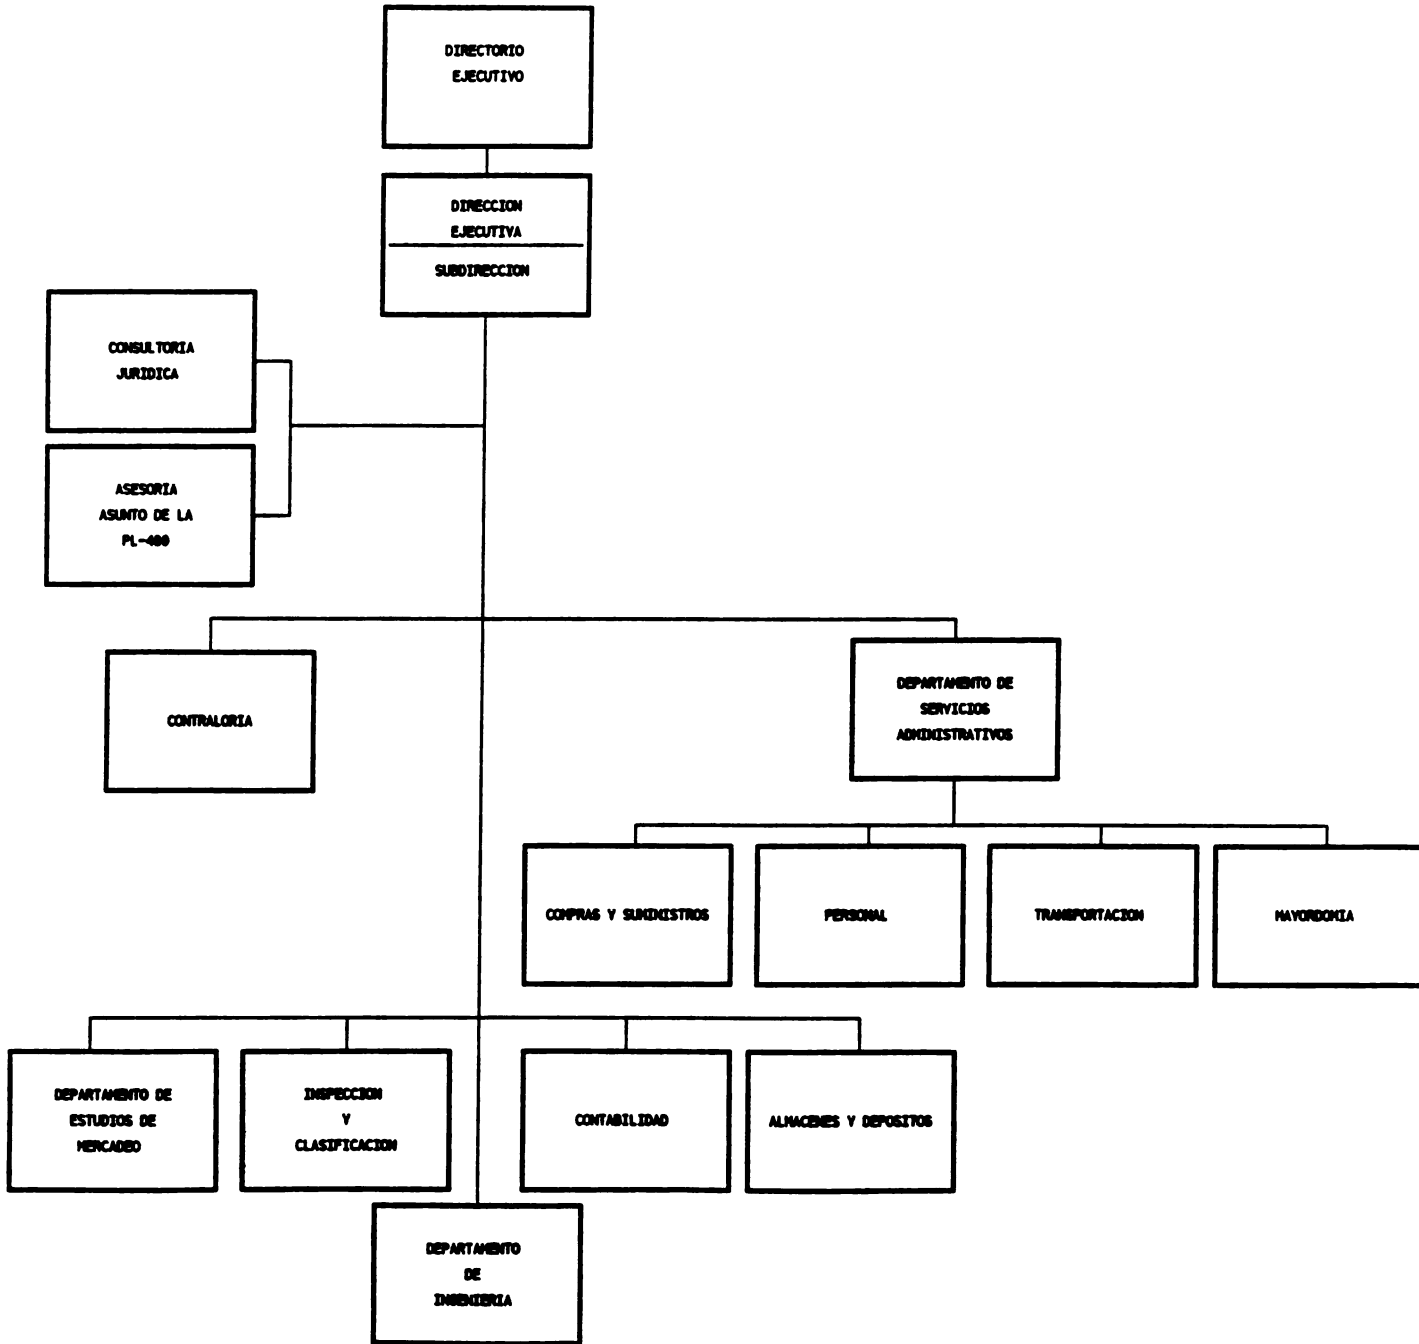 DIRECTORIO
EJECUTIVO
DIRECCION
EJECUTIVA
SUBDIRECCION
CONSULTORIA
JURIDICA
ASESORIA
ASUNTO DE LA
PL-480
CONTRALORIA
DEPARTAMENTO DE
SERVICIOS
ADMINISTRATIVOS
COMPRAS Y SUMINISTROS
PERSONAL
TRANSPORTACION
MAYORDOMIA
DEPARTAMENTO DE
ESTUDIOS DE
MERCADEO
INSPECCION
Y
CLASIFICACION
CONTABILIDAD
ALMACENES Y DEPOSITOS
DEPARTAMENTO
DE
INGENIERIA